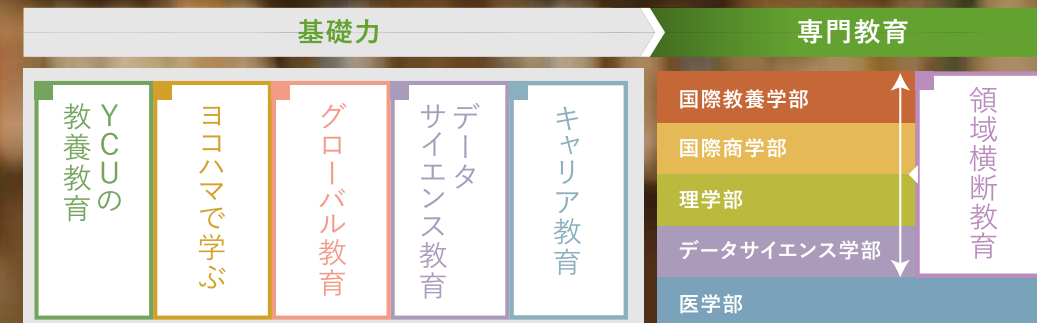 基礎力
専門教育
YCUの
教養教育
ヨコハマで学ぶ
グローバル教育
データ
サイエンス教育
キャリア教育
国際教養学部
国際商学部
理学部
データサイエンス学部
医学部
領域横断教育